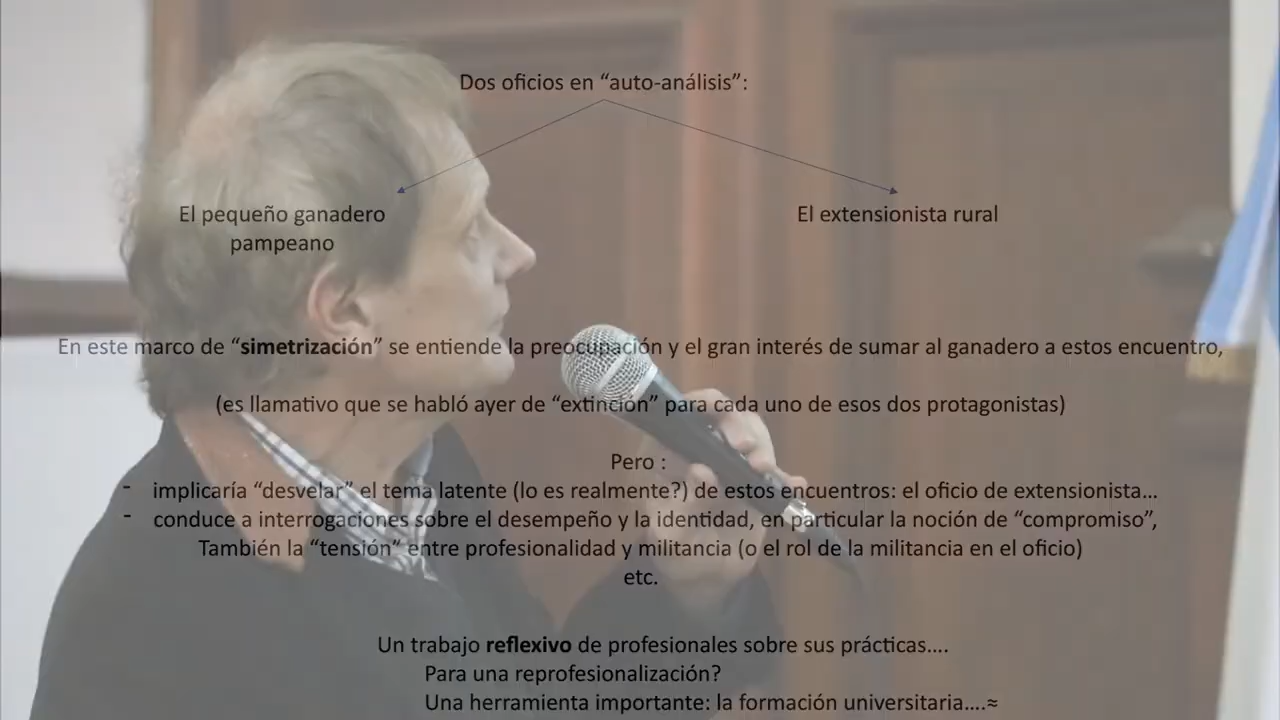 Dos oficios en “auto-análisis”:
El pequeño ganadero
pampeano
El extensionista rural
En este marco de “simetrización” se entiende la preocupación y el gran interés de sumar al ganadero a estos encuentro,
(es llamativo que se habló ayer de “extinción” para cada uno de esos dos protagonistas)
Pero :
- implicaría “desvelar” el tema latente (lo es realmente?) de estos encuentros: el oficio de extensionista…
- conduce a interrogaciones sobre el desempeño y la identidad, en particular la noción de “compromiso”,
También la “tensión” entre profesionalidad y militancia (o el rol de la militancia en el oficio)
etc.
Un trabajo reflexivo de profesionales sobre sus prácticas….
Para una reprofesionalización?
Una herramienta importante: la formación universitaria….≈